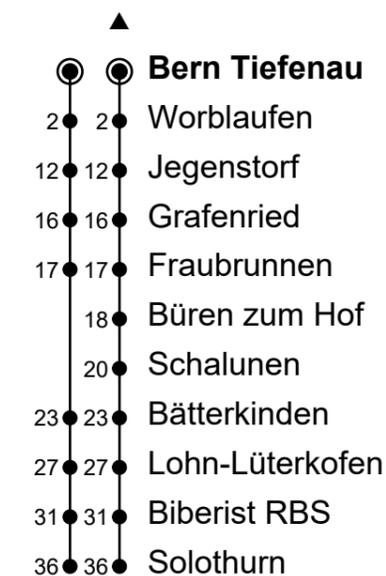 Bern Tiefenau
2 2 Worblaufen
12 12 Jegenstorf
16 16 Grafenried
17 17 Fraubrunnen
18 Büren zum Hof
20 Schalunen
23 23 Bätterkinden
27 27 Lohn-Lüterkofen
31 31 Biberist RBS
36 36 Solothurn